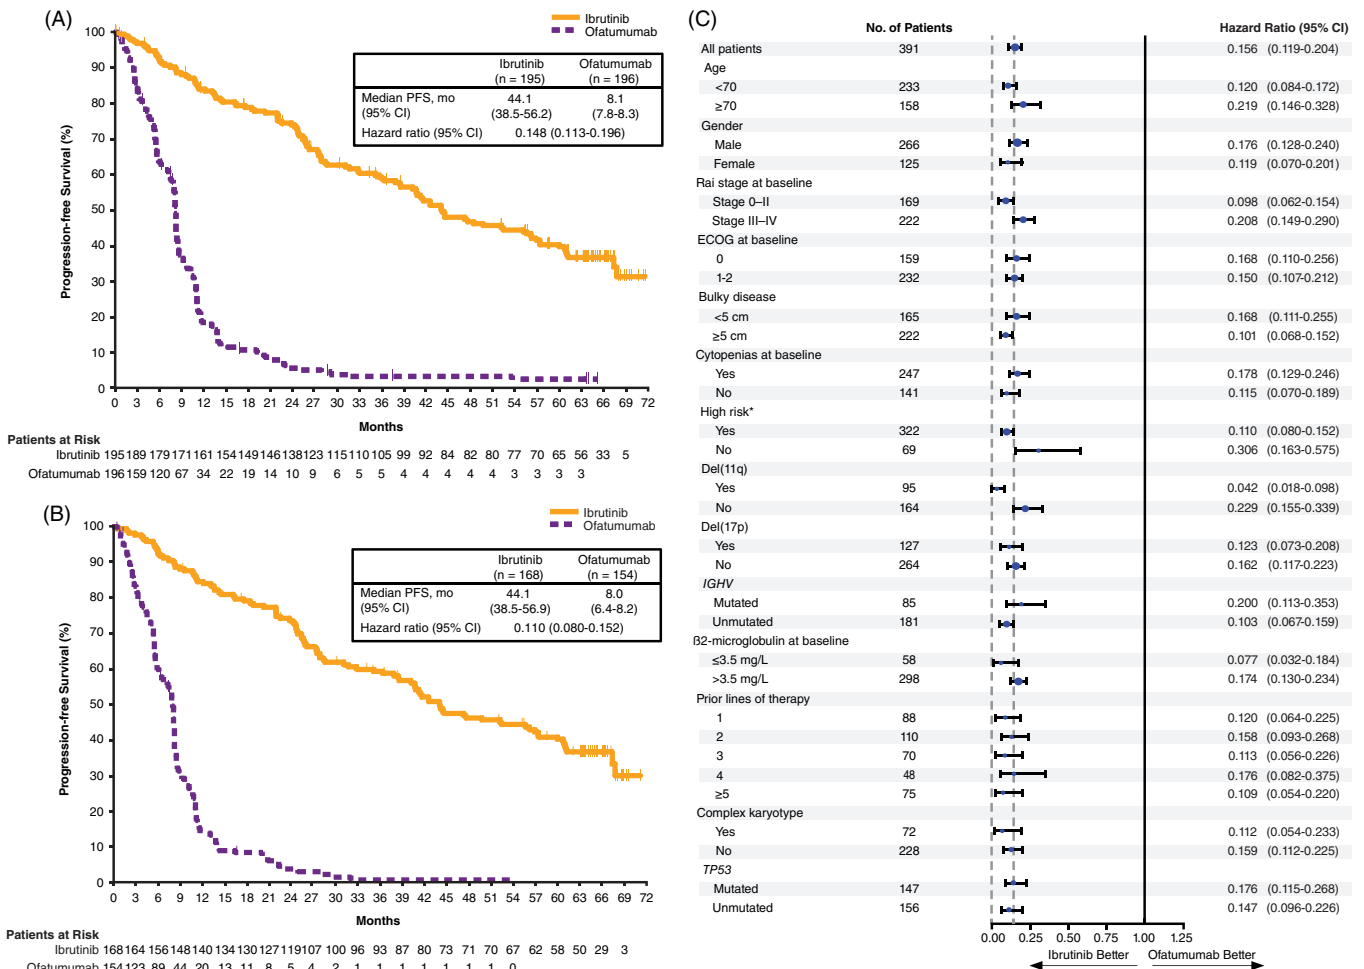 (A)
Ibrutinib
Ofatumumab
Ibrutinib Ofatumumab
(n = 195) (n = 196)
Median PFS, mo 44.1 8.1
(95% CI) (38.5-56.2) (7.8-8.3)
Hazard ratio (95% CI) 0.148 (0.113-0.196)
Progression-free Survival (%)
100
90
80
70
60
50
40
30
20
10
0
0 3 6 9 12 15 18 21 24 27 30 33 36 39 42 45 48 51 54 57 60 63 66 69 72
Months
Patients at Risk
Ibrutinib 195 189 179 171 161 154 149 146 138 123 115 110 105 99 92 84 82 80 77 70 65 56 33 5
Ofatumumab 196 159 120 67 34 22 19 14 10 9 6 5 5 4 4 4 4 4 3 3 3 3
(B)
Ibrutinib
Ofatumumab
Ibrutinib Ofatumumab
(n = 168) (n = 154)
Median PFS, mo 44.1 8.0
(95% CI) (38.5-56.9) (6.4-8.2)
Hazard ratio (95% CI) 0.110 (0.080-0.152)
Progression-free Survival (%)
100
90
80
70
60
50
40
30
20
10
0
0 3 6 9 12 15 18 21 24 27 30 33 36 39 42 45 48 51 54 57 60 63 66 69 72
Months
Patients at Risk
Ibrutinib 168 164 156 148 140 134 130 127 119 107 100 96 93 87 80 73 71 70 67 62 58 50 29 3
Ofatumumab 154 123 89 44 20 13 11 8 5 4 2 1 1 1 1 1 1 1 0
(C)
No. of Patients Hazard Ratio (95% CI)
All patients 391 0.156 (0.119-0.204)
Age
<70 233 0.120 (0.084-0.172)
≥70 158 0.219 (0.146-0.328)
Gender
Male 266 0.176 (0.128-0.240)
Female 125 0.119 (0.070-0.201)
Rai stage at baseline
Stage 0–II 169 0.098 (0.062-0.154)
Stage III–IV 222 0.208 (0.149-0.290)
ECOG at baseline
0 159 0.168 (0.110-0.256)
1-2 232 0.150 (0.107-0.212)
Bulky disease
<5 cm 165 0.168 (0.111-0.255)
≥5 cm 222 0.101 (0.068-0.152)
Cytopenias at baseline
Yes 247 0.178 (0.129-0.246)
No 141 0.115 (0.070-0.189)
High risk*
Yes 322 0.110 (0.080-0.152)
No 69 0.306 (0.163-0.575)
Del(11q)
Yes 95 0.042 (0.018-0.098)
No 164 0.229 (0.155-0.339)
Del(17p)
Yes 127 0.123 (0.073-0.208)
No 264 0.162 (0.117-0.223)
IGHV
Mutated 85 0.200 (0.113-0.353)
Unmutated 181 0.103 (0.067-0.159)
ß2-microglobulin at baseline
≤3.5 mg/L 58 0.077 (0.032-0.184)
>3.5 mg/L 298 0.174 (0.130-0.234)
Prior lines of therapy
1 88 0.120 (0.064-0.225)
2 110 0.158 (0.093-0.268)
3 70 0.113 (0.056-0.226)
4 48 0.176 (0.082-0.375)
≥5 75 0.109 (0.054-0.220)
Complex karyotype
Yes 72 0.112 (0.054-0.233)
No 228 0.159 (0.112-0.225)
TP53
Mutated 147 0.176 (0.115-0.268)
Unmutated 156 0.147 (0.096-0.226)
0.00 0.25 0.50 0.75 1.00 1.25
Ibrutinib Better Ofatumumab Better